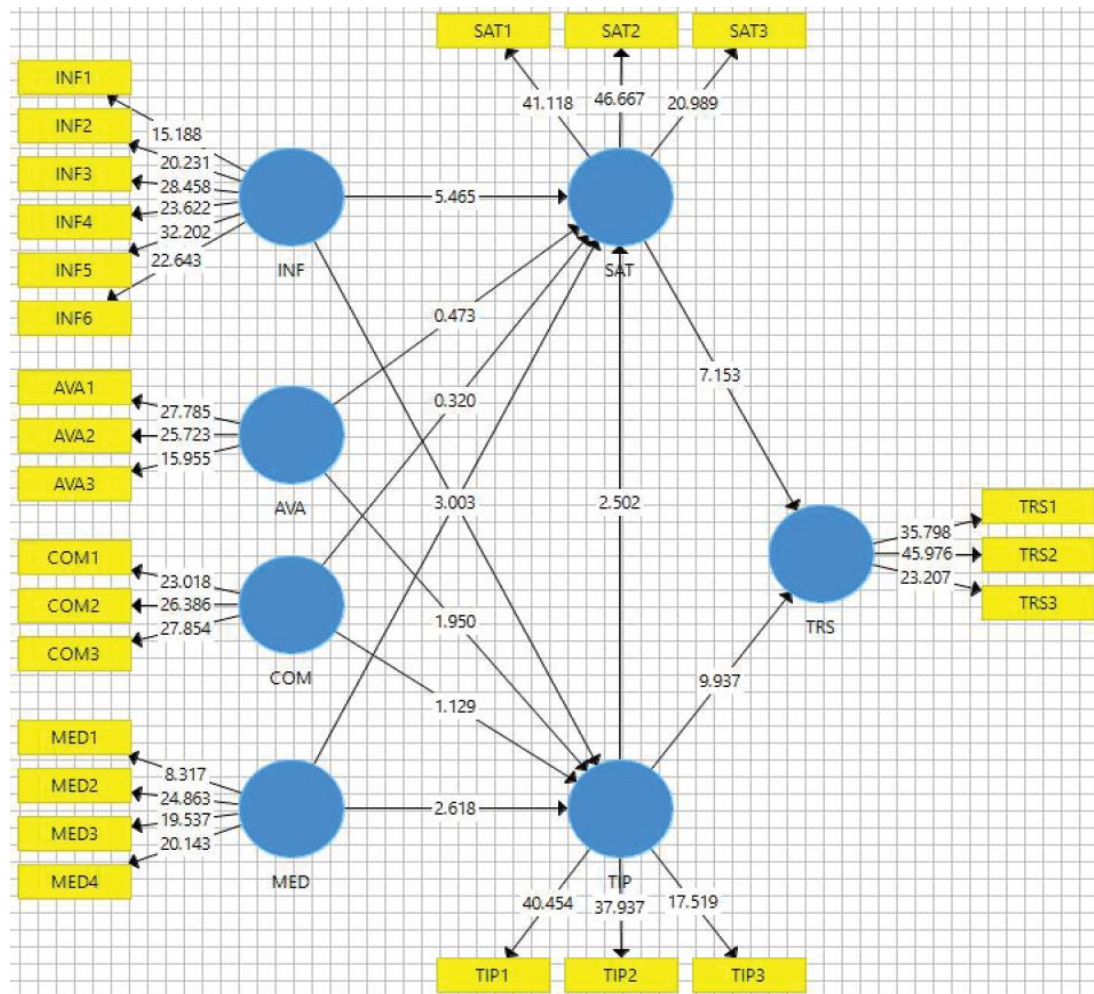 SAT1
SAT2
SAT3
41.118
46.667
20.989
INF1
INF2
INF3
INF4
INF5
INF6
15.188
20.231
28.458
23.622
32.202
22.643
INF
5.465
SAT
0.473
0.320
3.003
2.502
7.153
AVA1
AVA2
AVA3
27.785
25.723
15.955
AVA
1.950
1.129
COM1
COM2
COM3
23.018
26.386
27.854
COM
TRS
35.798
45.976
23.207
TRS1
TRS2
TRS3
9.937
MED1
MED2
MED3
MED4
8.317
24.863
19.537
20.143
MED
2.618
TIP
40.454
37.937
17.519
TIP1
TIP2
TIP3